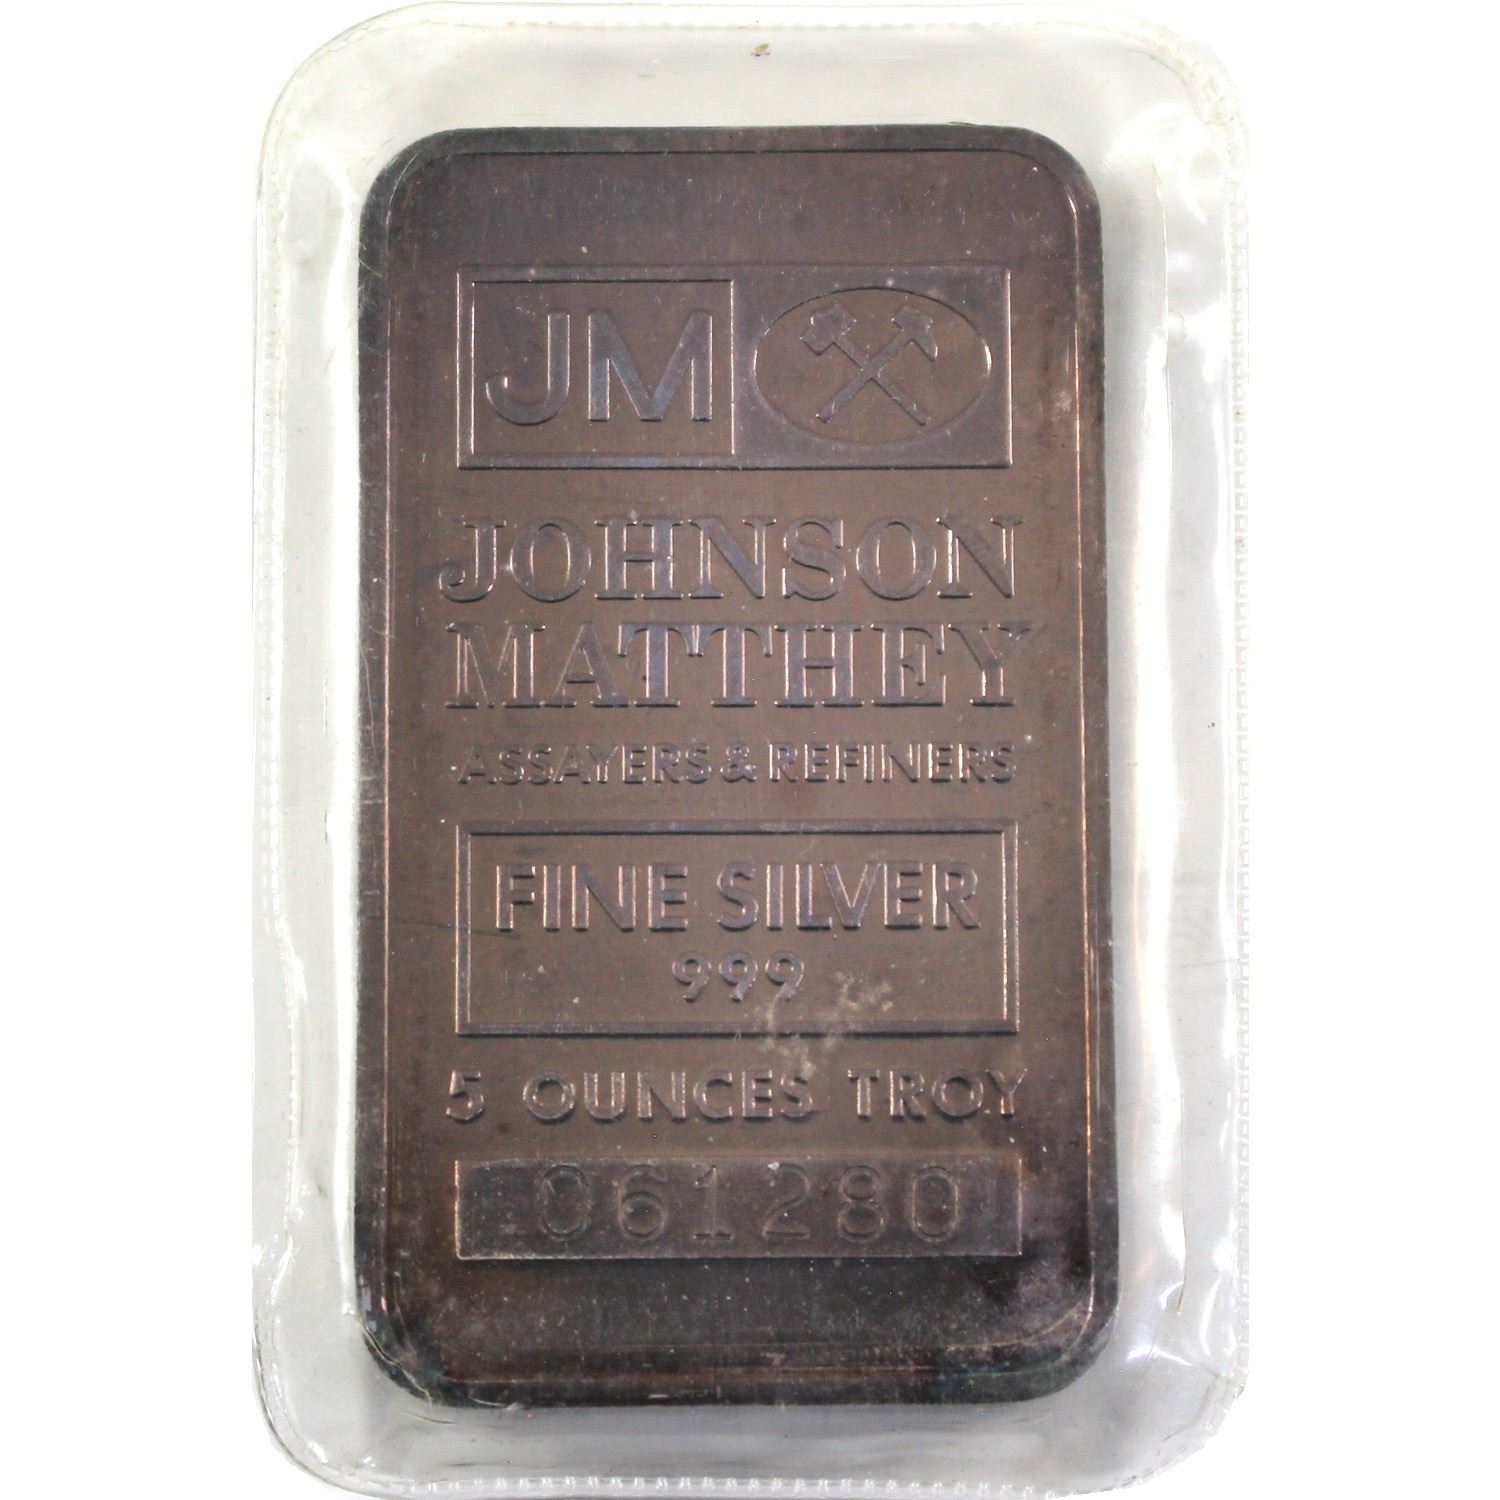 JM
JOHNSON
MATTHEY
ASSAYERS & REFINERS
FINE SILVER
999
5 OUNCES TROY
061280